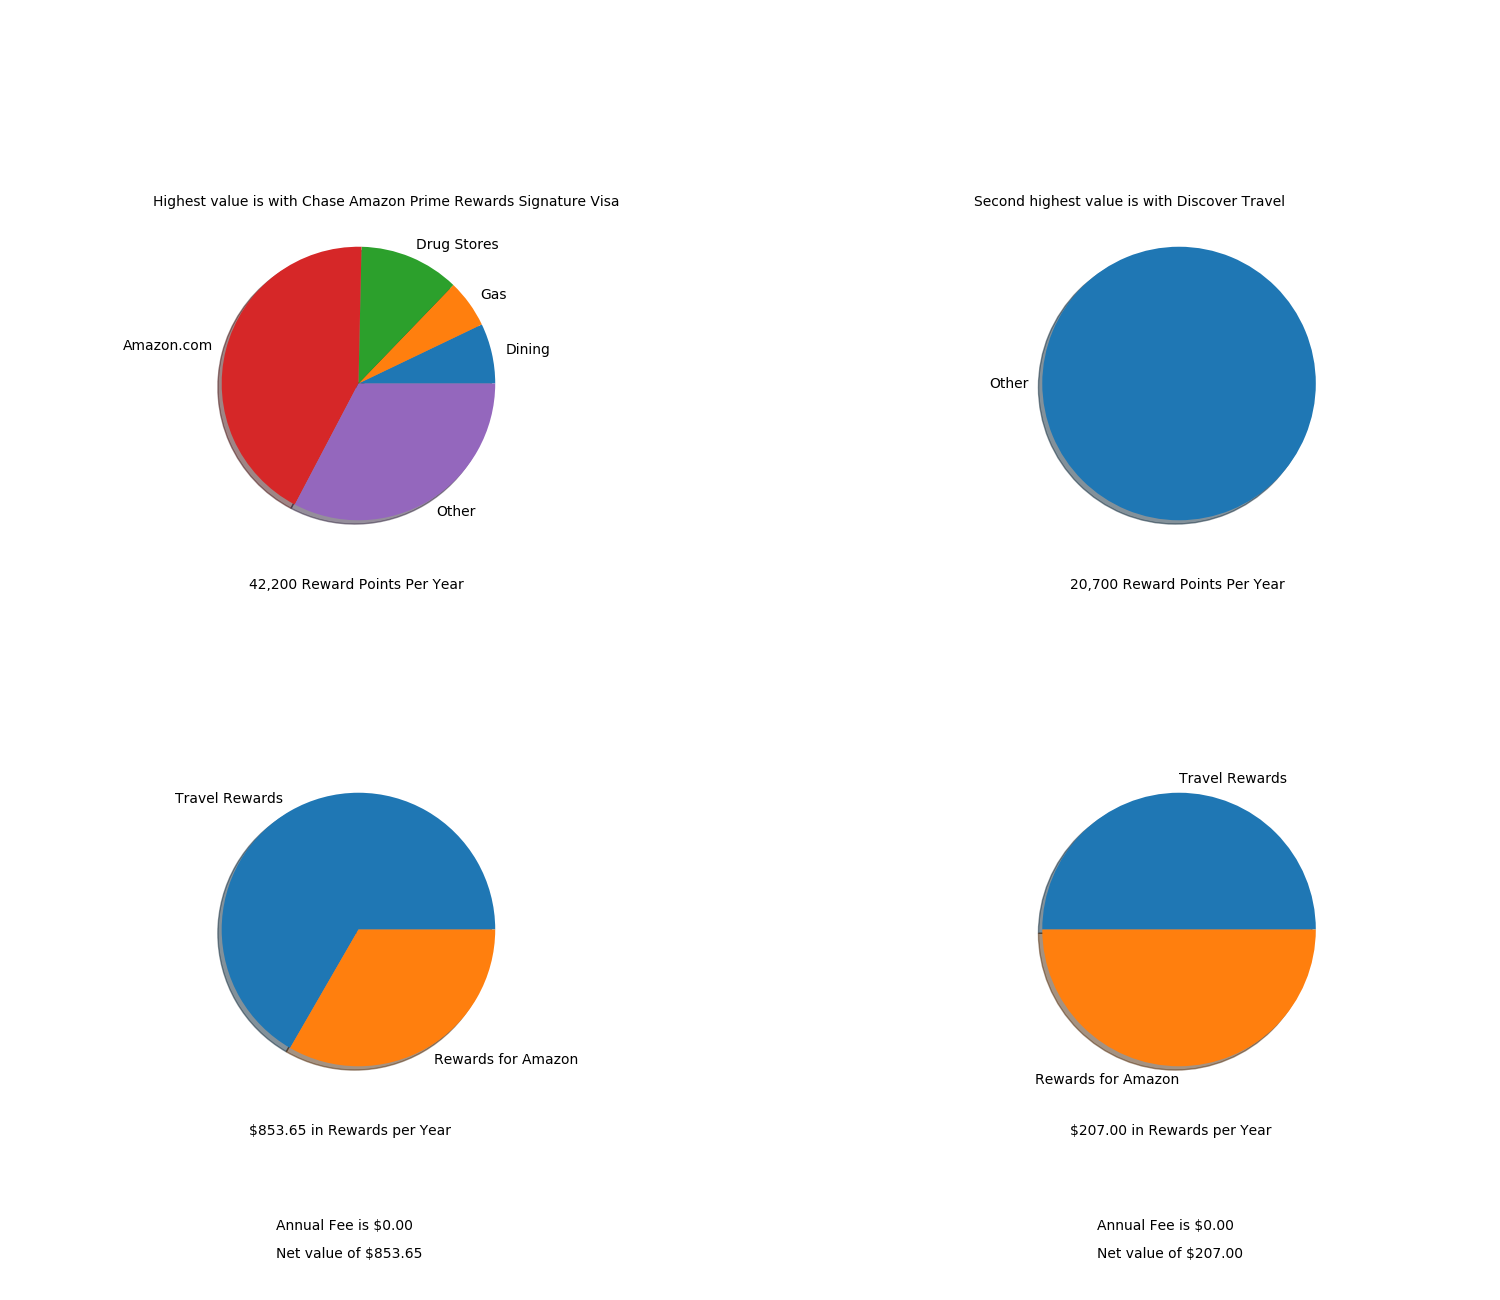 Highest value is with Chase Amazon Prime Rewards Signature Visa
Drug Stores
Gas
Amazon.com
Dining
Other
42,200 Reward Points Per Year
Second highest value is with Discover Travel
Other
20,700 Reward Points Per Year
Travel Rewards
Rewards for Amazon
$853.65 in Rewards per Year
Annual Fee is $0.00
Net value of $853.65
Travel Rewards
Rewards for Amazon
$207.00 in Rewards per Year
Annual Fee is $0.00
Net value of $207.00